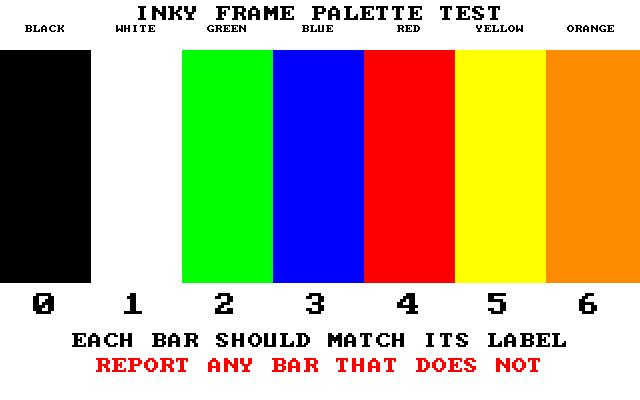 INKY FRAME PALETTE TEST
BLACK WHITE GREEN BLUE RED YELLOW ORANGE
0 1 2 3 4 5 6
EACH BAR SHOULD MATCH ITS LABEL
REPORT ANY BAR THAT DOES NOT